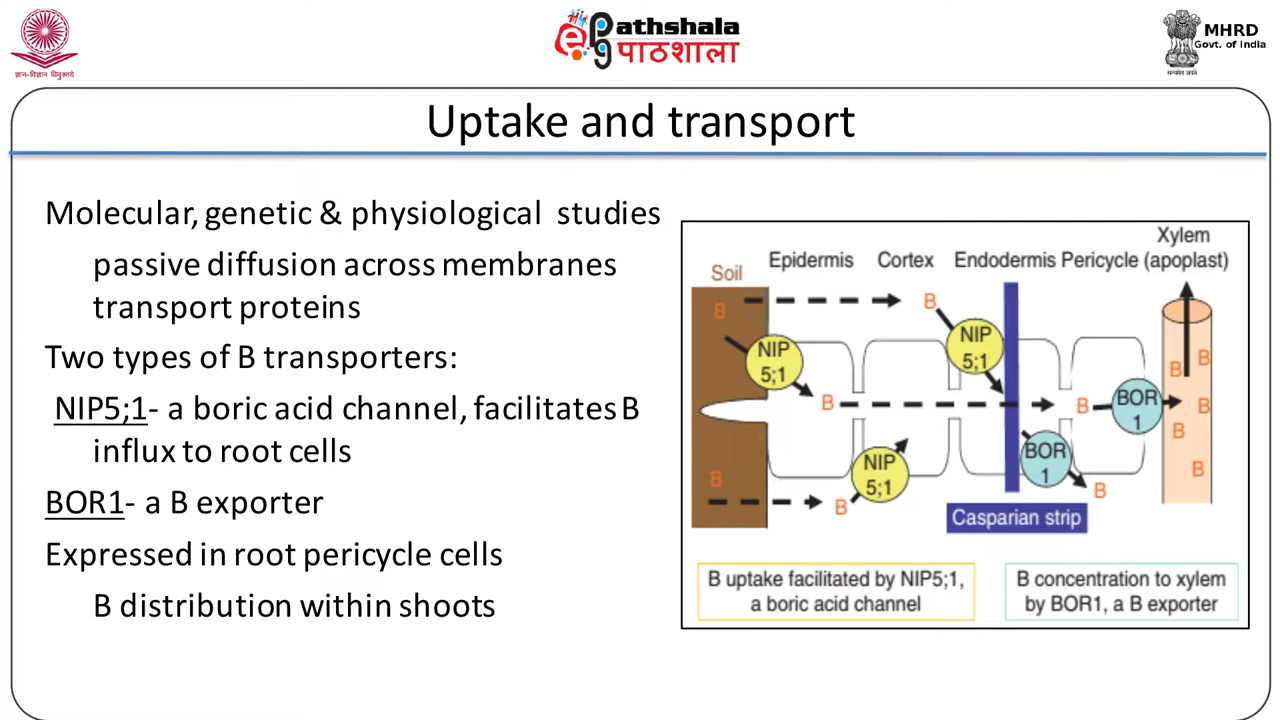 ज्ञान-विज्ञान विमुक्तये
ePathshala
पाठशाला
MHRD
Govt. of India
सत्यमेव जयते
Uptake and transport
Molecular, genetic & physiological studies
passive diffusion across membranes
transport proteins
Two types of B transporters:
NIP5;1- a boric acid channel, facilitates B
influx to root cells
BOR1- a B exporter
Expressed in root pericycle cells
B distribution within shoots
Xylem
Epidermis Cortex Endodermis Pericycle (apoplast)
Soil
B B
NIP
5;1
NIP
5;1
B B
B
B B
BOR
1
B
B
NIP
5;1
BOR
1
B
B
B
B
Casparian strip
B uptake facilitated by NIP5;1,
a boric acid channel
B concentration to xylem
by BOR1, a B exporter